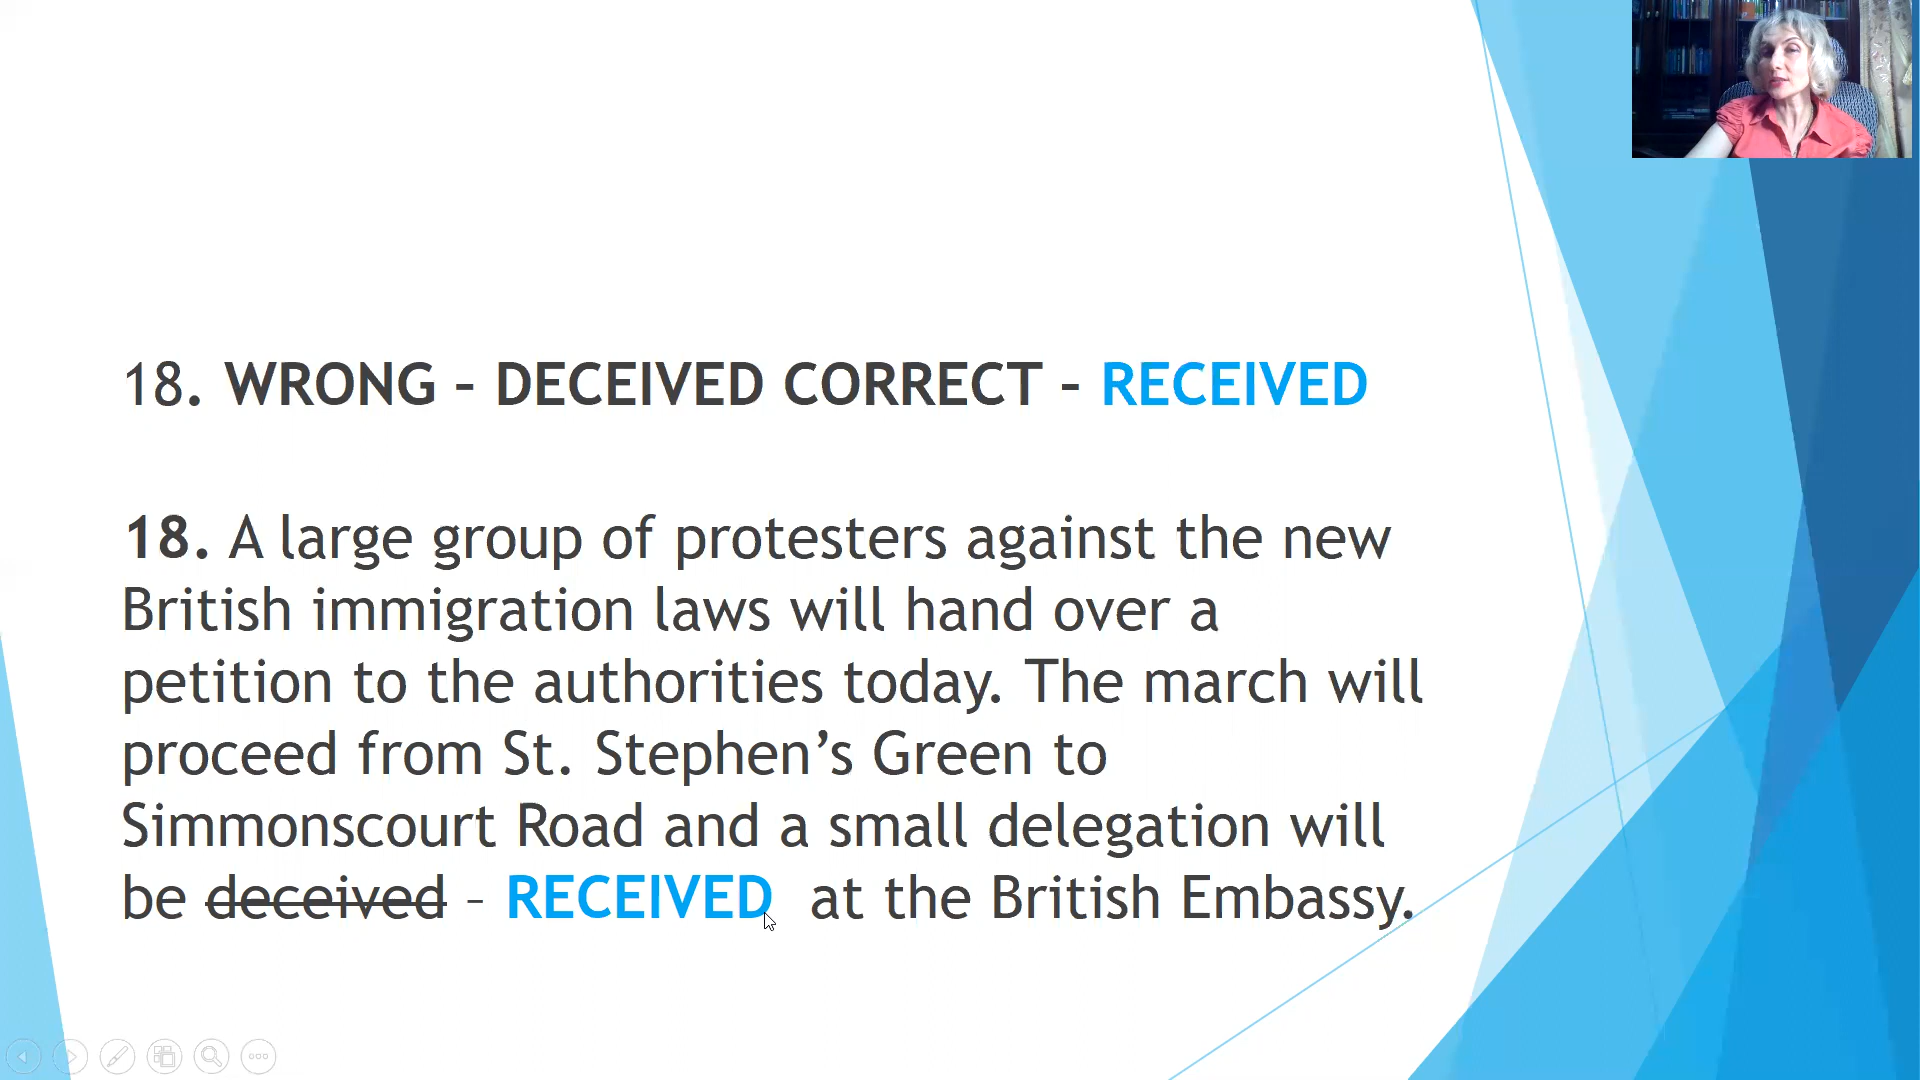 18. WRONG – DECEIVED CORRECT – RECEIVED
18. A large group of protesters against the new
British immigration laws will hand over a
petition to the authorities today. The march will
proceed from St. Stephen’s Green to
Simmonscourt Road and a small delegation will
be deceived – RECEIVED at the British Embassy.